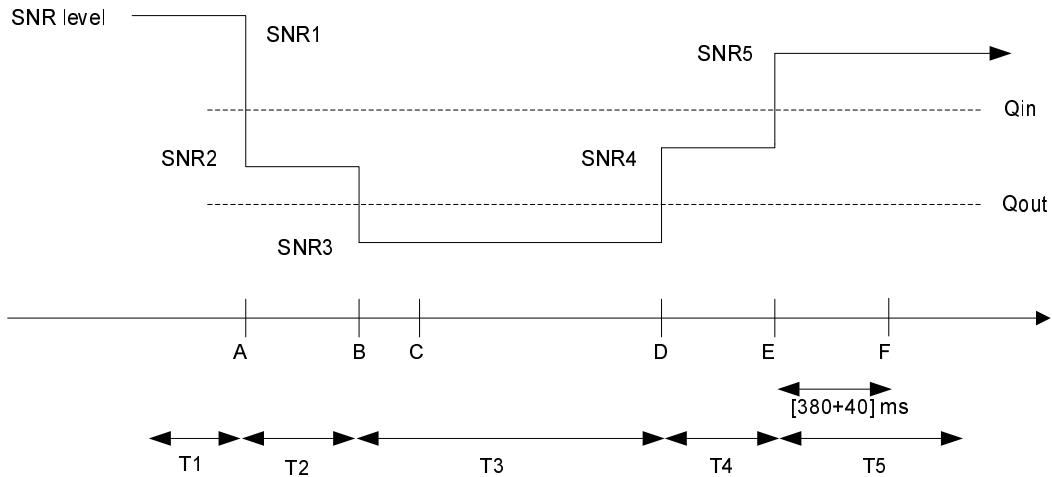 SNR level
SNR1
SNR5
Qin
SNR2
SNR4
Qout
SNR3
A B C D E F
[380+40] ms
T1 T2 T3 T4 T5